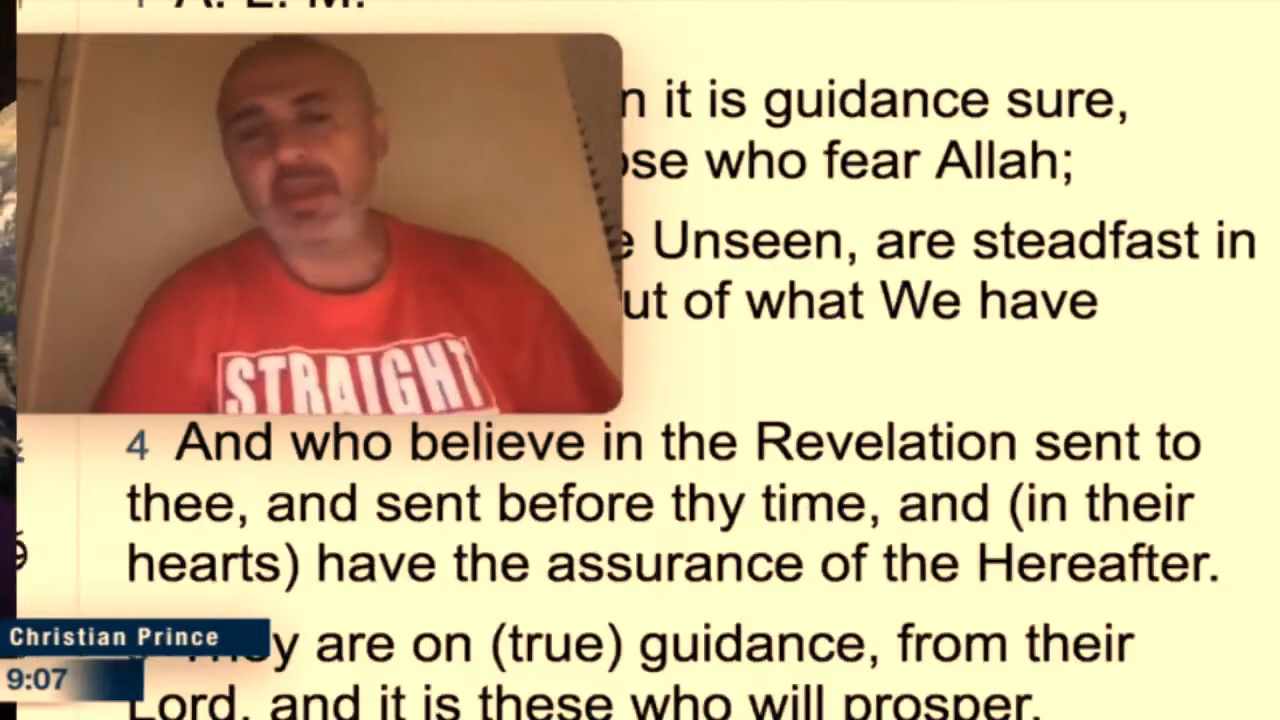 A. L. M.
it is guidance sure,
who fear Allah;
Unseen, are steadfast in
of what We have
STRAIGHT
4 And who believe in the Revelation sent to
thee, and sent before thy time, and (in their
hearts) have the assurance of the Hereafter.
Christian Prince
are on (true) guidance, from their
9:07
Lord, and it is these who will prosper.